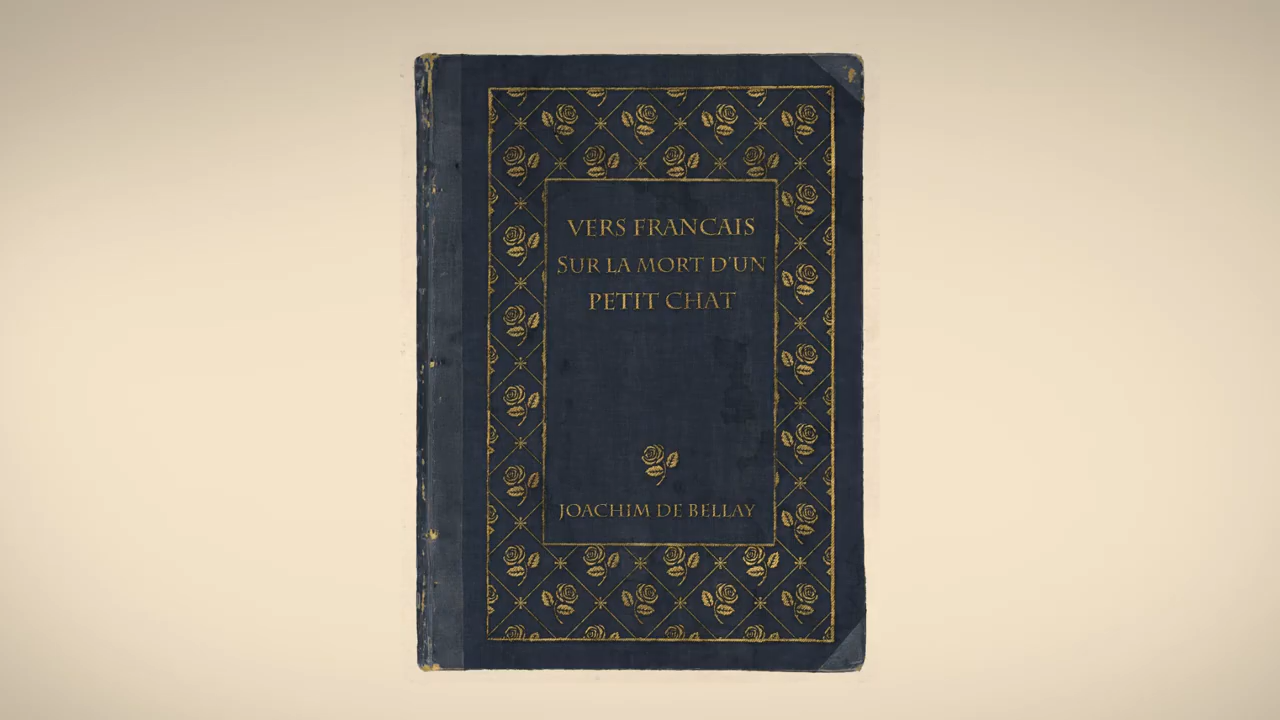 VERS FRANCAIS
SUR LA MORT D'UN
PETIT CHAT
JOACHIM DE BELLAY